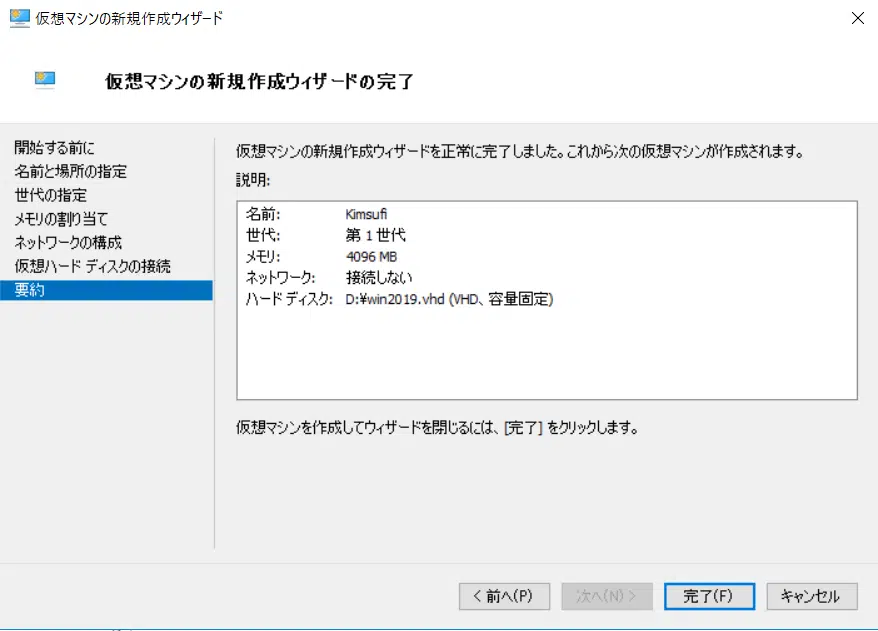 仮想マシンの新規作成ウィザード
仮想マシンの新規作成ウィザードの完了
開始する前に
名前と場所の指定
世代の指定
メモリの割り当て
ネットワークの構成
仮想ハード ディスクの接続
要約
仮想マシンの新規作成ウィザードを正常に完了しました。これから次の仮想マシンが作成されます。
説明:
名前: Kimsufi
世代: 第 1 世代
メモリ: 4096 MB
ネットワーク: 接続しない
ハード ディスク: D:¥win2019.vhd (VHD、容量固定)
仮想マシンを作成してウィザードを閉じるには、[完了] をクリックします。
< 前へ(P) 次へ(N) > 完了(F) キャンセル